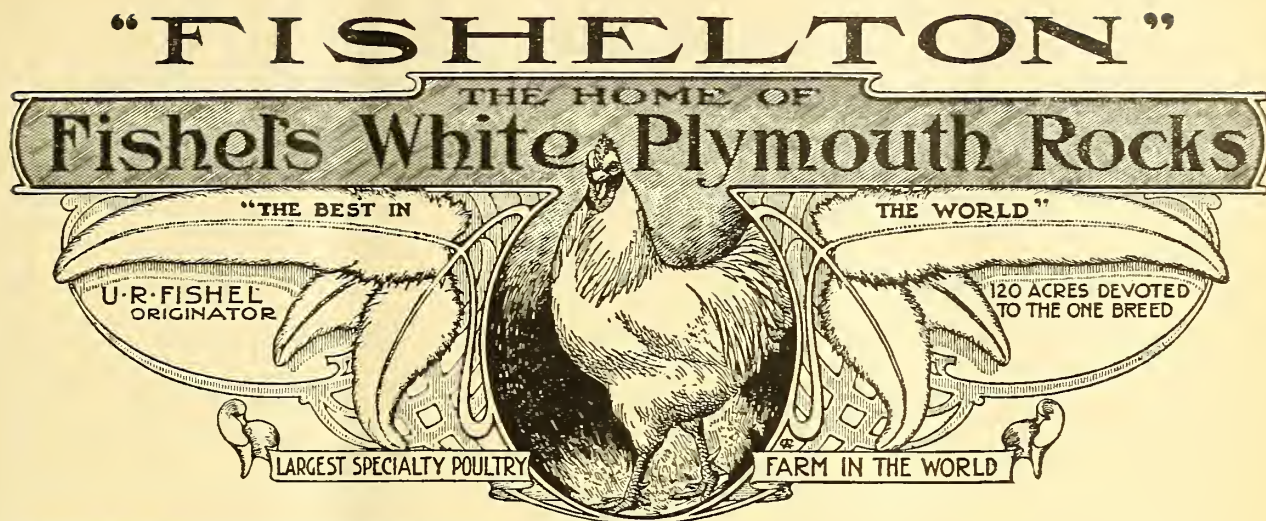 "FISHELTON"
THE HOME OF
Fishel's White Plymouth Rocks
"THE BEST IN THE WORLD"
U·R·FISHEL
ORIGINATOR
120 ACRES DEVOTED
TO THE ONE BREED
LARGEST SPECIALTY POULTRY FARM IN THE WORLD